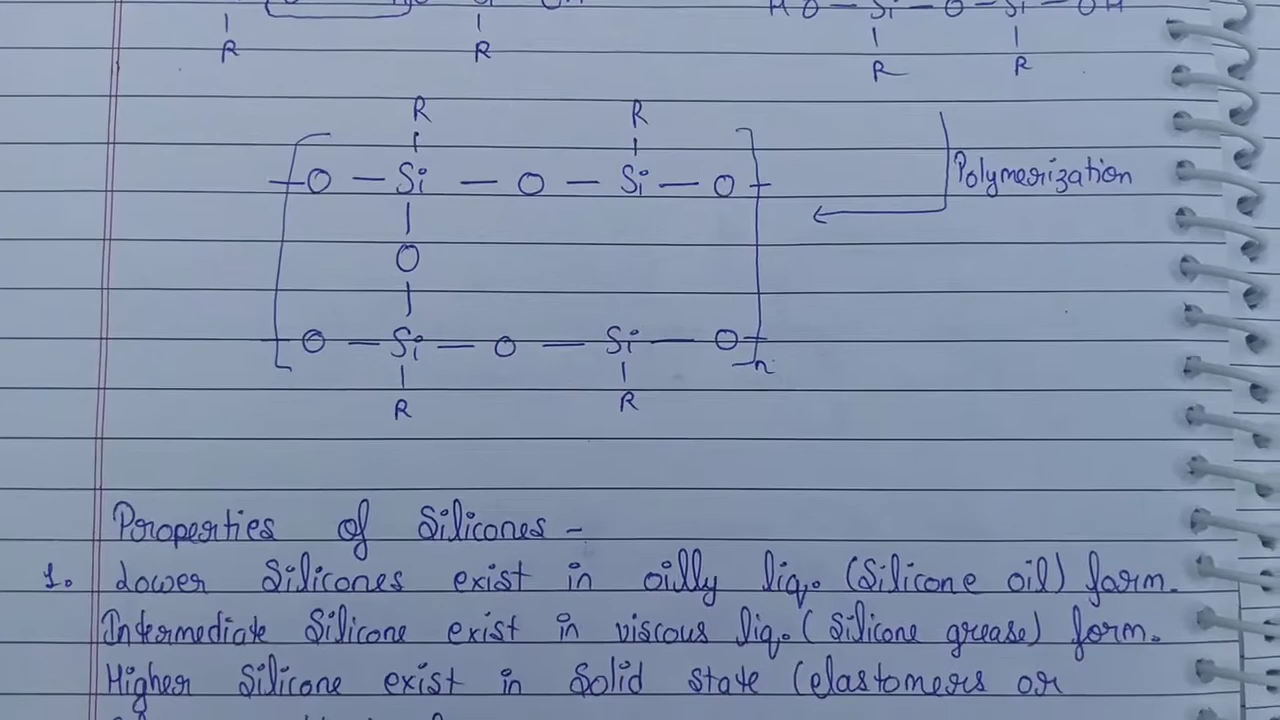 HO — Si — O — Si — OH
R R R R
R R
O — Si — O — Si — O
Polymerization
O
O — Si — O — Si — O
n
R R
Properties of Silicones -
1. Lower Silicones exist in oilly liq. (Silicone oil) form.
Intermediate Silicone exist in viscous liq. (Silicone grease) form.
Higher Silicone exist in Solid state (elastomers or